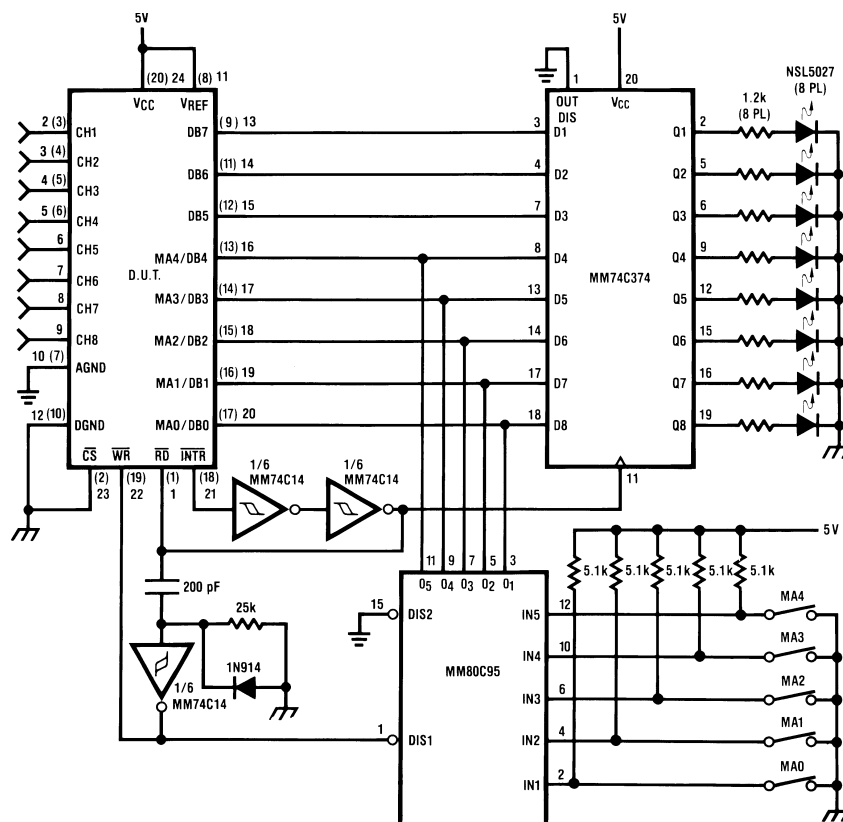 5V
5V
NSL5027
(8 PL)
1.2k
(8 PL)
(20) 24
(8) 11
1
20
VCC
VREF
OUT
DIS
VCC
2 (3) CH1
DB7 (9) 13
3 D1
Q1 2
3 (4) CH2
DB6 (11) 14
4 D2
Q2 5
4 (5) CH3
DB5 (12) 15
7 D3
Q3 6
5 (6) CH4
MA4/DB4 (13) 16
8 D4
Q4 9
6 CH5
D.U.T.
MM74C374
7 CH6
MA3/DB3 (14) 17
13 D5
Q5 12
8 CH7
MA2/DB2 (15) 18
14 D6
Q6 15
9 CH8
MA1/DB1 (16) 19
17 D7
Q7 16
10 (7) AGND
MA0/DB0 (17) 20
18 D8
Q8 19
12 (10) DGND
CS WR RD INTR
(2) (19) (1) (18)
23 22 1 21
1/6
MM74C14
1/6
MM74C14
11
5V
5.1k 5.1k 5.1k 5.1k 5.1k
200 pF
25k
1N914
1/6
MM74C14
11 9 7 5 3
O5 O4 O3 O2 O1
15 DIS2
1 DIS1
MM80C95
IN5 12 MA4
IN4 10 MA3
IN3 6 MA2
IN2 4 MA1
IN1 2 MA0